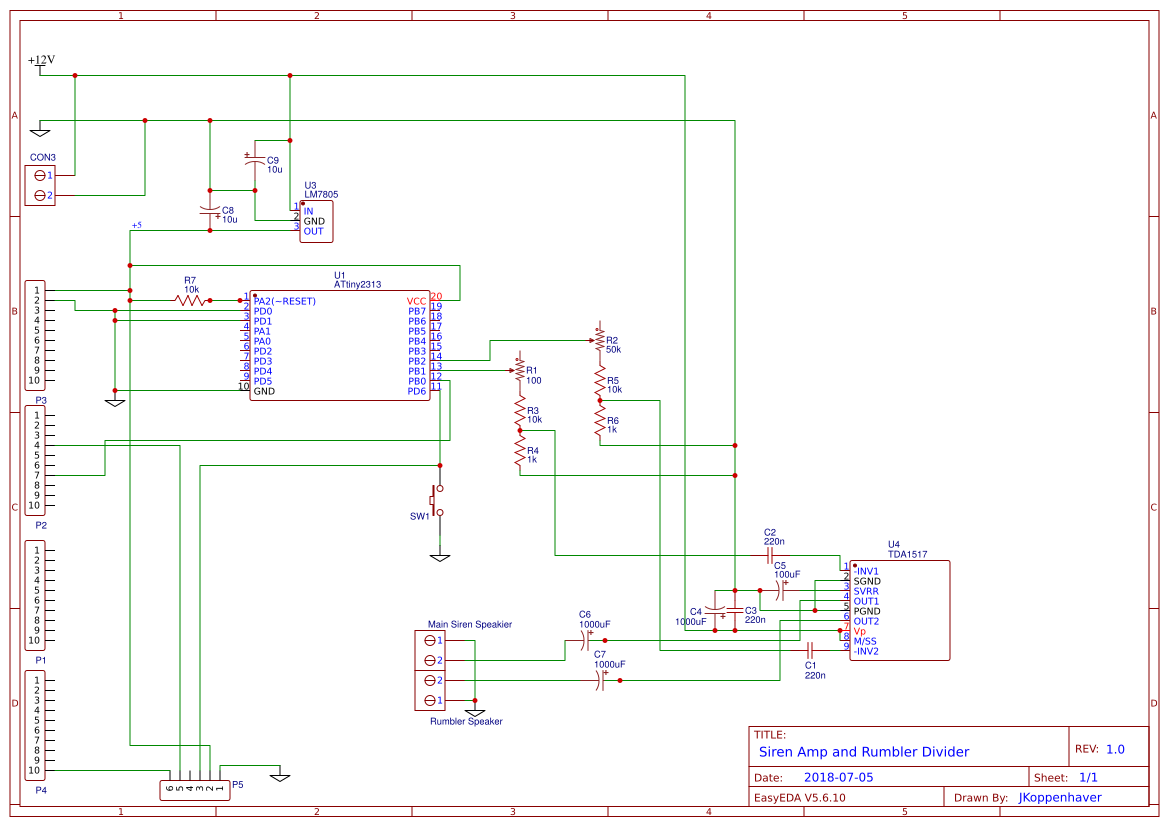 1 2 3 4 5
A A
B B
C C
D D
1 2 3 4 5
+12V
CON3
1
2
+
C9
10u
C8
10u
+
U3
LM7805
1 IN
2 GND
3 OUT
+5
R7
10k
U1
ATtiny2313
1 PA2(~RESET)
2 PD0
3 PD1
4 PA1
5 PA0
6 PD2
7 PD3
8 PD4
9 PD5
10 GND
VCC 20
PB7 19
PB6 18
PB5 17
PB4 16
PB3 15
PB2 14
PB1 13
PB0 12
PD6 11
1
2
3
4
5
6
7
8
9
10
P3
1
2
3
4
5
6
7
8
9
10
P2
1
2
3
4
5
6
7
8
9
10
P1
1
2
3
4
5
6
7
8
9
10
P4
6 5 4 3 2 1
P5
R2
50k
R1
100
R5
10k
R3
10k
R6
1k
R4
1k
SW1
C2
220n
C5
100uF
+
C4
1000uF
+
C3
220n
C6
1000uF
+
C7
1000uF
+
C1
220n
U4
TDA1517
1 -INV1
2 SGND
3 SVRR
4 OUT1
5 PGND
6 OUT2
7 Vp
8 M/SS
9 -INV2
Main Siren Speakier
1
2
2
1
Rumbler Speaker
TITLE:
Siren Amp and Rumbler Divider
REV: 1.0
Date: 2018-07-05
Sheet: 1/1
EasyEDA V5.6.10
Drawn By: JKoppenhaver